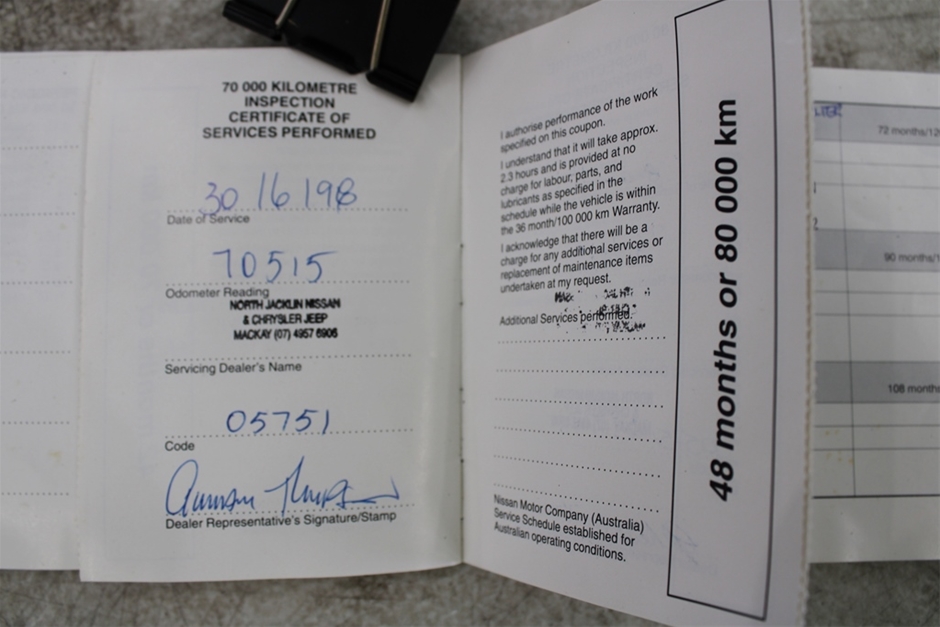 70 000 KILOMETRE
INSPECTION
CERTIFICATE OF
SERVICES PERFORMED
30/6/98
Date of Service
70515
Odometer Reading
NORTH JACKLIN NISSAN
& CHRYSLER JEEP
MACKAY (07) 4957 6906
Servicing Dealer's Name
05751
Code
Dealer Representative's Signature/Stamp
I authorise performance of the work
specified on this coupon.
I understand that it will take approx.
2.3 hours and is provided at no
charge for labour, parts, and
lubricants as specified in the
schedule while the vehicle is within
the 36 month/100 000 km Warranty.
I acknowledge that there will be a
charge for any additional services or
replacement of maintenance items
undertaken at my request.
Additional Services performed:
Nissan Motor Company (Australia)
Service Schedule established for
Australian operating conditions.
48 months or 80 000 km
72 months/12
90 months/1
108 month